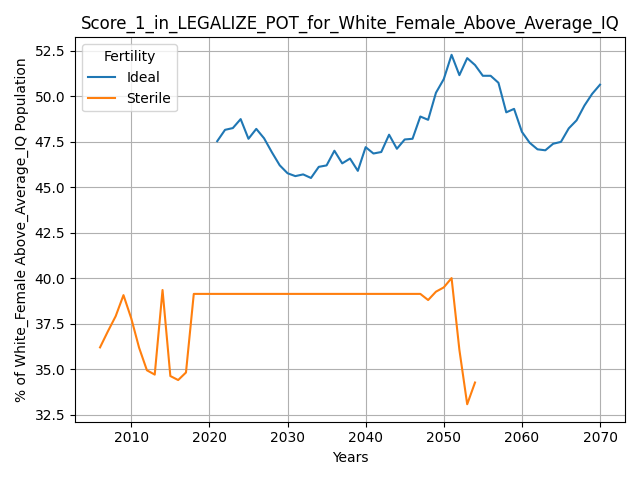 Score_1_in_LEGALIZE_POT_for_White_Female_Above_Average_IQ
% of White_Female Above_Average_IQ Population
52.5
50.0
47.5
45.0
42.5
40.0
37.5
35.0
32.5
Fertility
Ideal
Sterile
2010 2020 2030 2040 2050 2060 2070
Years